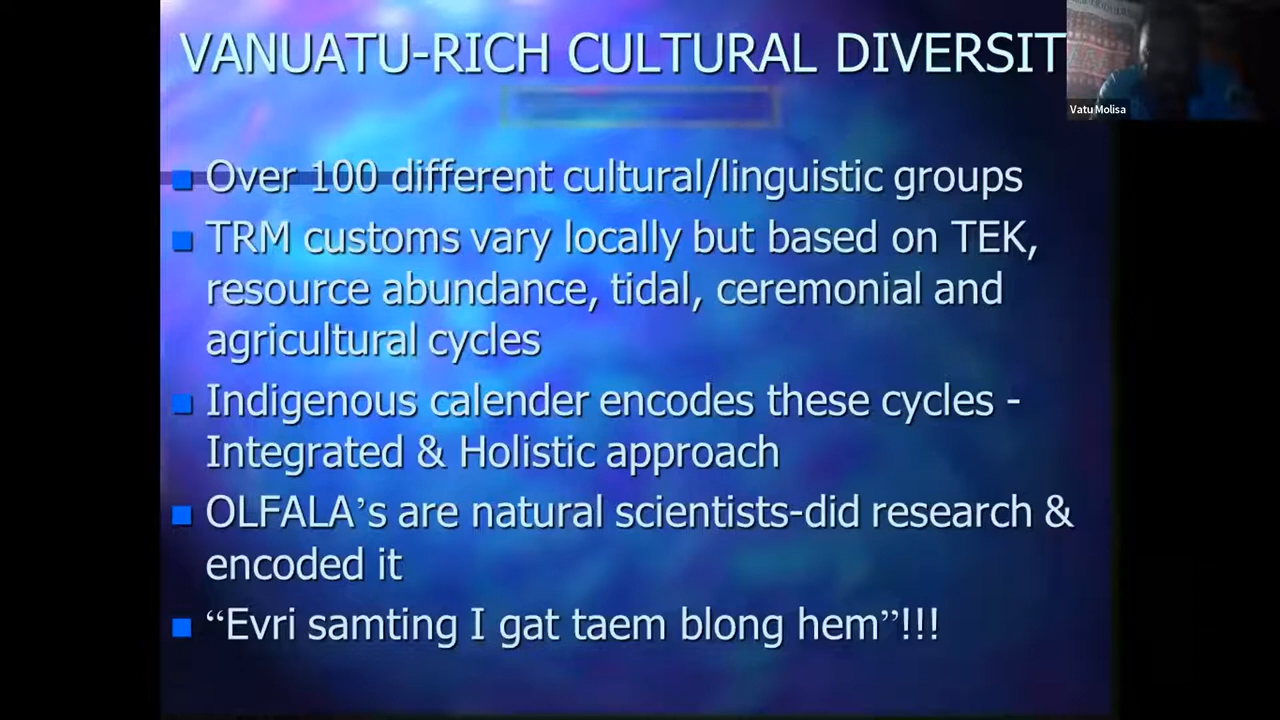 VANUATU-RICH CULTURAL DIVERSIT
Vatu Molisa
Over 100 different cultural/linguistic groups
TRM customs vary locally but based on TEK,
resource abundance, tidal, ceremonial and
agricultural cycles
Indigenous calender encodes these cycles -
Integrated & Holistic approach
OLFALA’s are natural scientists-did research &
encoded it
“Evri samting I gat taem blong hem”!!!